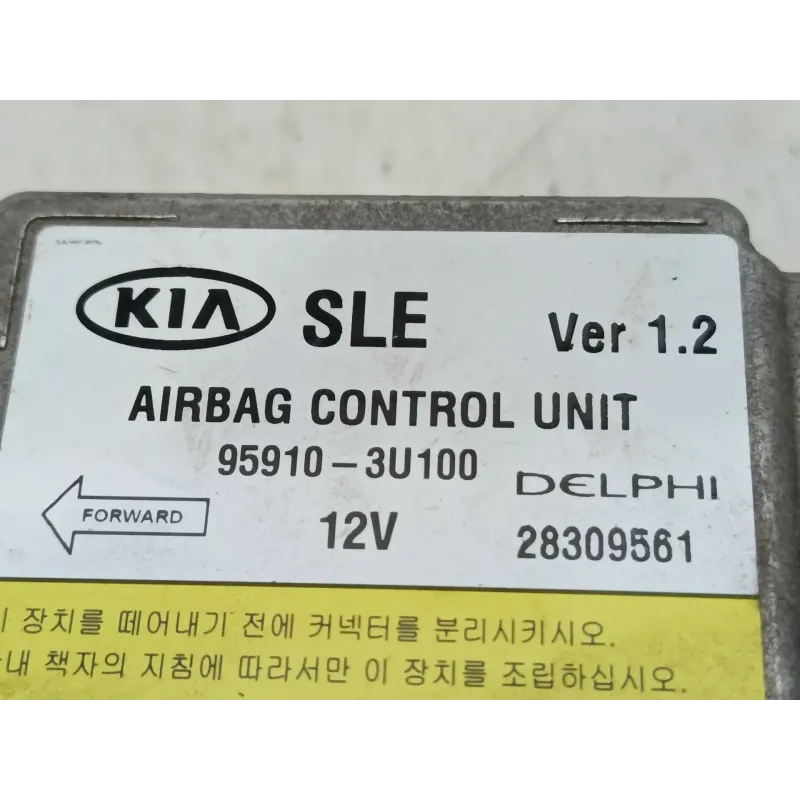 KIA SLE Ver 1.2
AIRBAG CONTROL UNIT
95910-3U100
DELPHI
FORWARD 12V 28309561
장치를 떼어내기 전에 커넥터를 분리시키시오.
책자의 지침에 따라서만 이 장치를 조립하십시오.